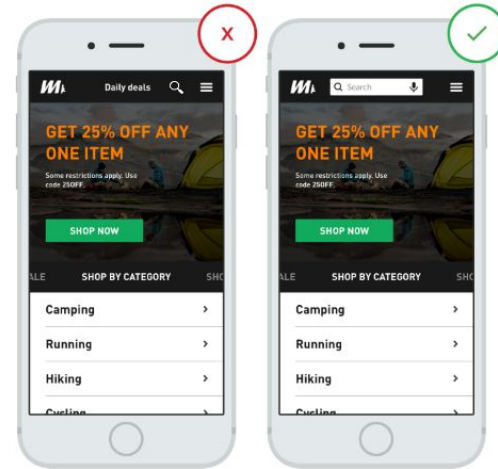 X
Daily deals
GET 25% OFF ANY
ONE ITEM
Some restrictions apply. Use
code 25OFF.
SHOP NOW
ALE SHOP BY CATEGORY SHO
Camping
Running
Hiking
Cycling
Search
GET 25% OFF ANY
ONE ITEM
Some restrictions apply. Use
code 25OFF.
SHOP NOW
ALE SHOP BY CATEGORY SHO
Camping
Running
Hiking
Cycling